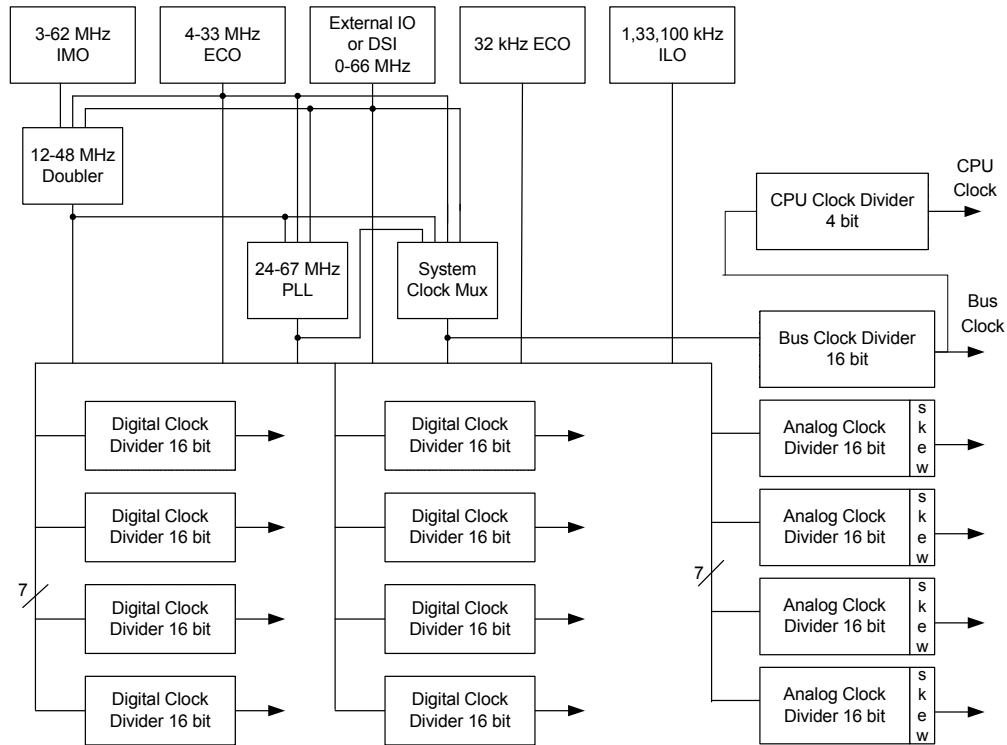 3-62 MHz
IMO
4-33 MHz
ECO
External IO
or DSI
0-66 MHz
32 kHz ECO
1,33,100 kHz
ILO
12-48 MHz
Doubler
24-67 MHz
PLL
System
Clock Mux
CPU Clock Divider
4 bit
CPU
Clock
Bus Clock Divider
16 bit
Bus
Clock
Digital Clock
Divider 16 bit
Digital Clock
Divider 16 bit
Analog Clock
Divider 16 bit
s
k
e
w
Digital Clock
Divider 16 bit
Digital Clock
Divider 16 bit
Analog Clock
Divider 16 bit
s
k
e
w
7
7
Digital Clock
Divider 16 bit
Digital Clock
Divider 16 bit
Analog Clock
Divider 16 bit
s
k
e
w
Digital Clock
Divider 16 bit
Digital Clock
Divider 16 bit
Analog Clock
Divider 16 bit
s
k
e
w